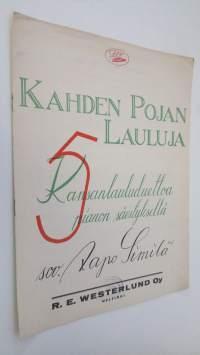 KAHDEN POJAN
LAULUJA
5
Kansanlauluduettoa
pianon säestyksellä
sov. Aapo Similä
R. E. WESTERLUND OY
HELSINKI